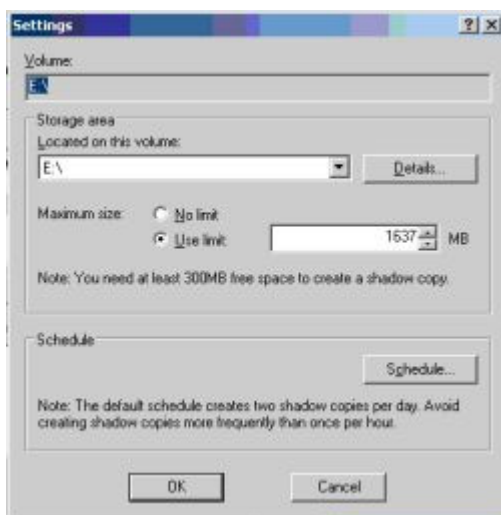 Settings
Volume:
E:\
Storage area
Located on this volume:
E:\
Details...
Maximum size:
No limit
Use limit:
1637
MB
Note: You need at least 300MB free space to create a shadow copy.
Schedule
Schedule...
Note: The default schedule creates two shadow copies per day. Avoid
creating shadow copies more frequently than once per hour.
OK
Cancel